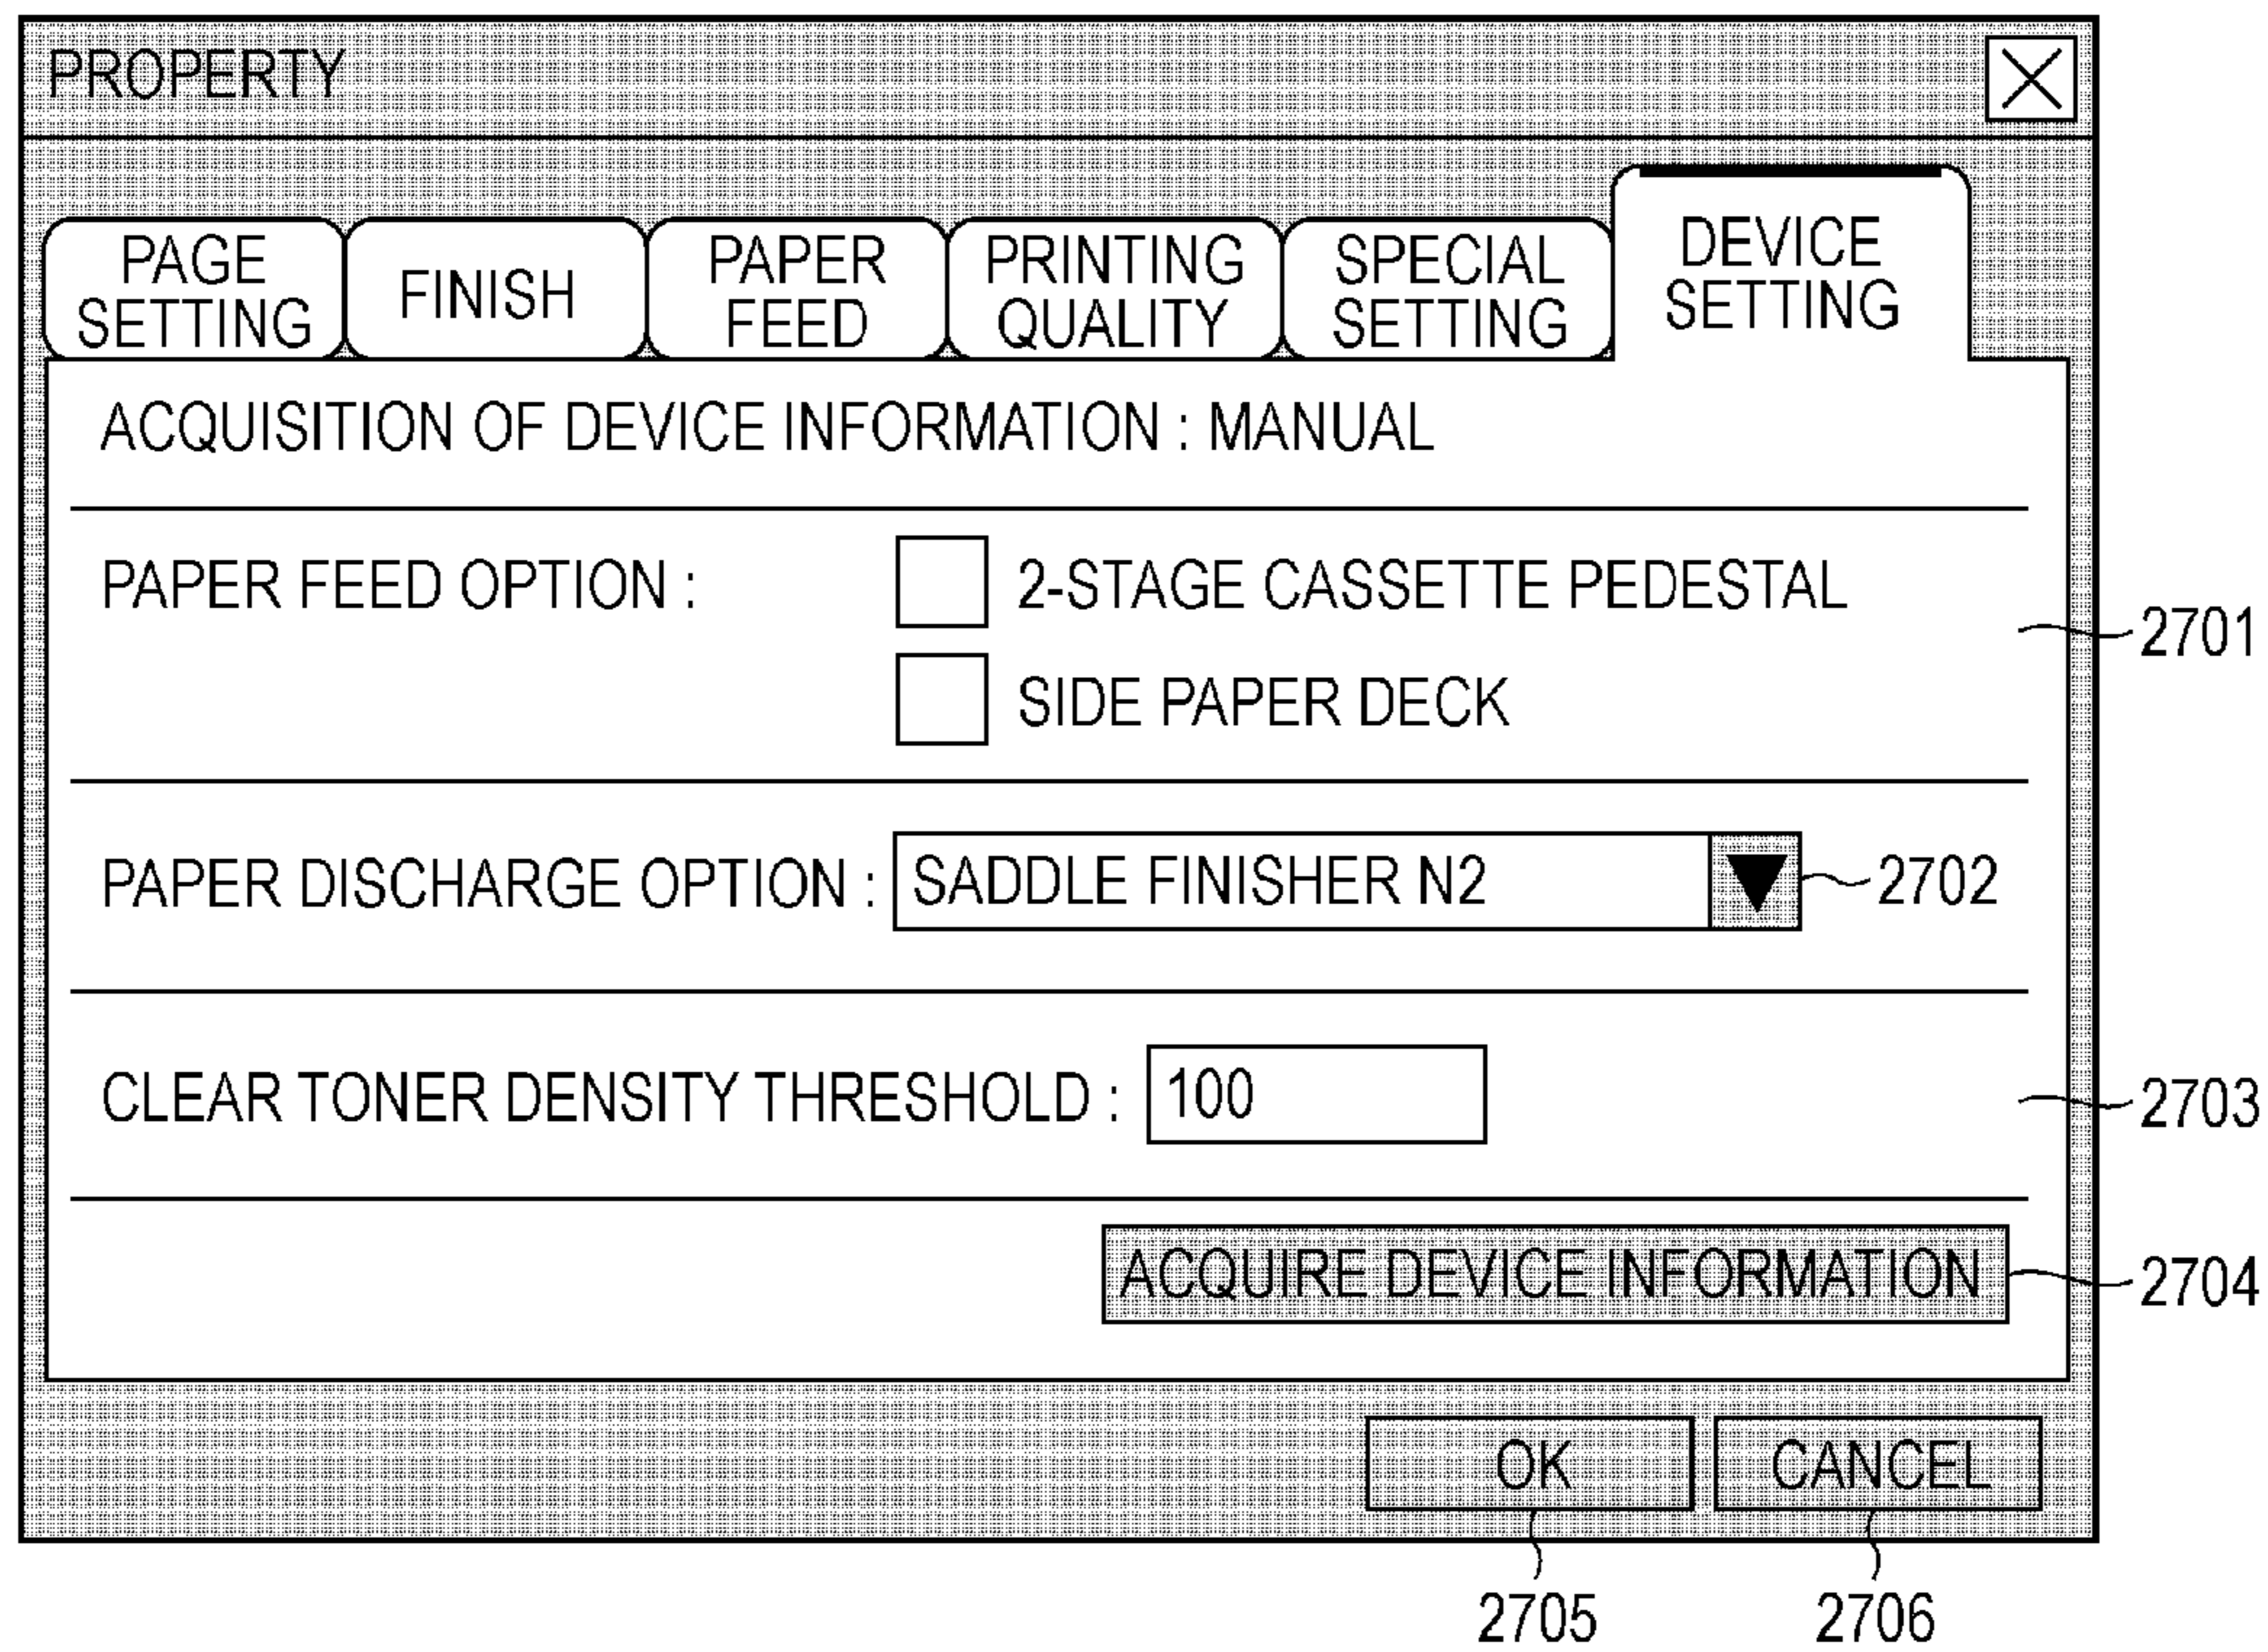 PROPERTY
PAGE SETTING
FINISH
PAPER FEED
PRINTING QUALITY
SPECIAL SETTING
DEVICE SETTING
ACQUISITION OF DEVICE INFORMATION : MANUAL
PAPER FEED OPTION :
2-STAGE CASSETTE PEDESTAL
2701
SIDE PAPER DECK
PAPER DISCHARGE OPTION : SADDLE FINISHER N2
2702
CLEAR TONER DENSITY THRESHOLD : 100
2703
ACQUIRE DEVICE INFORMATION
2704
OK
CANCEL
2705
2706